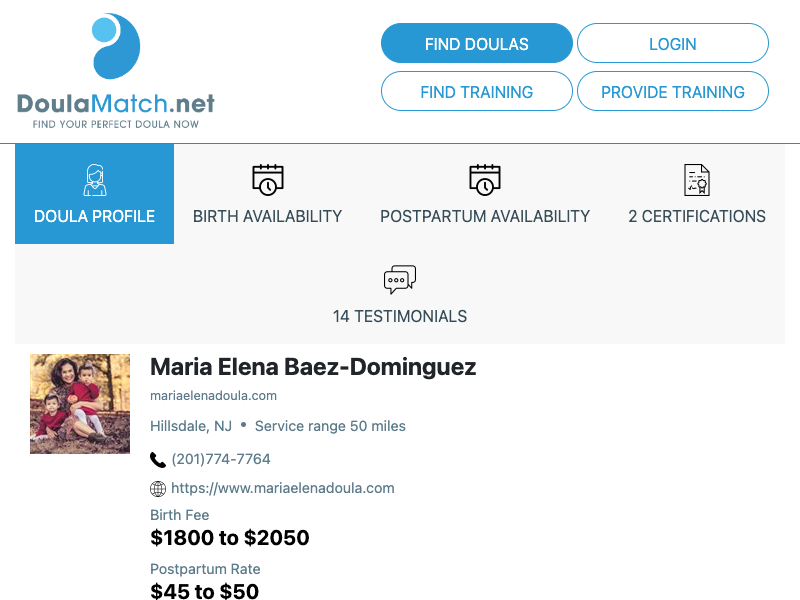 FIND DOULAS
LOGIN
FIND TRAINING
PROVIDE TRAINING
DoulaMatch.net
FIND YOUR PERFECT DOULA NOW
DOULA PROFILE
BIRTH AVAILABILITY
POSTPARTUM AVAILABILITY
2 CERTIFICATIONS
14 TESTIMONIALS
Maria Elena Baez-Dominguez
mariaelenadoula.com
Hillsdale, NJ • Service range 50 miles
(201)774-7764
https://www.mariaelenadoula.com
Birth Fee
$1800 to $2050
Postpartum Rate
$45 to $50